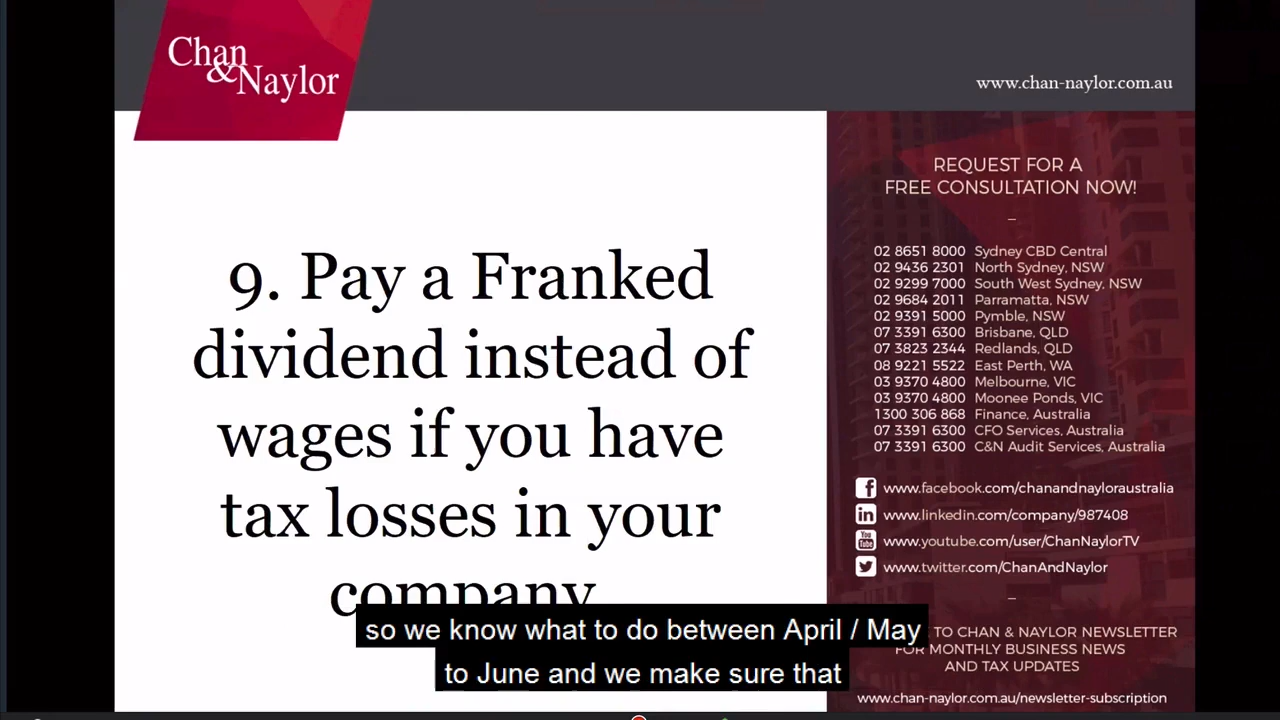 Chan
&Naylor
www.chan-naylor.com.au
9. Pay a Franked
dividend instead of
wages if you have
tax losses in your
company
REQUEST FOR A
FREE CONSULTATION NOW!
02 8651 8000 Sydney CBD Central
02 9436 2301 North Sydney, NSW
02 9299 7000 South West Sydney, NSW
02 9684 2011 Parramatta, NSW
02 9391 5000 Pymble, NSW
07 3391 6300 Brisbane, QLD
07 3823 2344 Redlands, QLD
08 9221 5522 East Perth, WA
03 9370 4800 Melbourne, VIC
03 9370 4800 Moonee Ponds, VIC
1300 306 868 Finance, Australia
07 3391 6300 CFO Services, Australia
07 3391 6300 C&N Audit Services, Australia
www.facebook.com/chanandnayloraustralia
www.linkedin.com/company/987408
www.youtube.com/user/ChanNaylorTV
www.twitter.com/ChanAndNaylor
TO CHAN & NAYLOR NEWSLETTER
FOR MONTHLY BUSINESS NEWS
AND TAX UPDATES
www.chan-naylor.com.au/newsletter-subscription
so we know what to do between April / May
to June and we make sure that